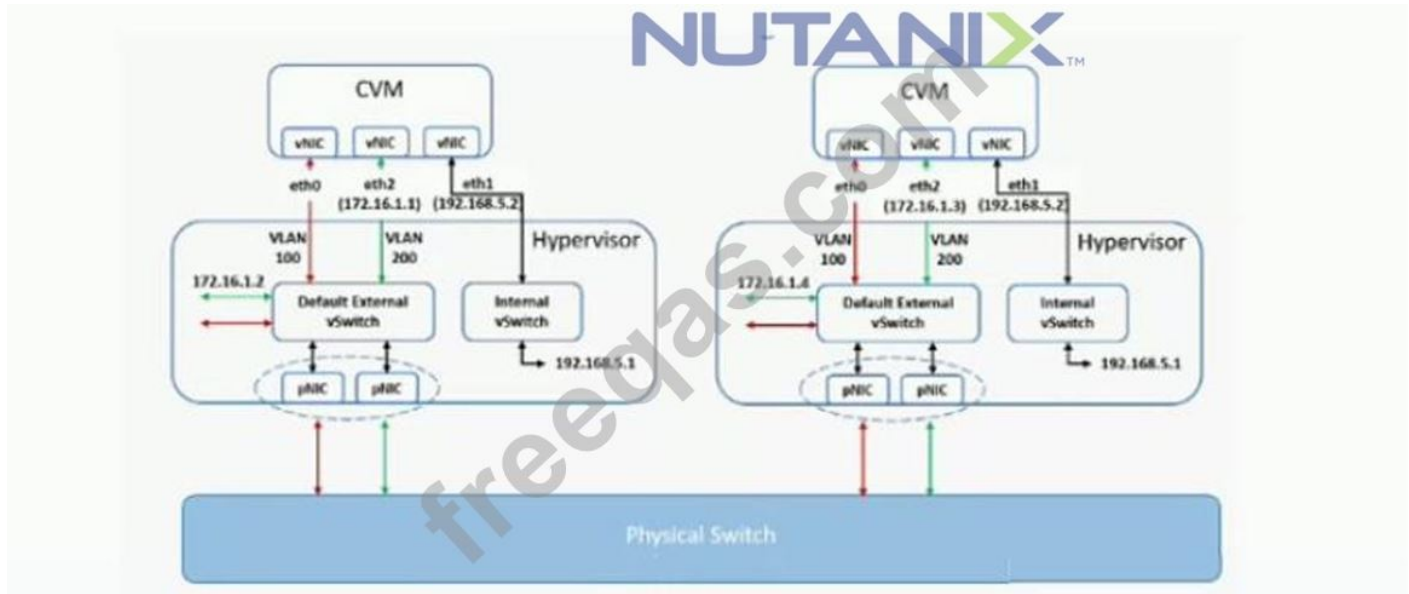 NUTANIX™
CVM
vNIC vNIC vNIC
eth0
eth2
(172.16.1.1)
eth1
(192.168.5.2)
VLAN
100
VLAN
200
Hypervisor
172.16.1.2
Default External
vSwitch
Internal
vSwitch
192.168.5.1
pNIC pNIC
CVM
vNIC vNIC vNIC
eth0
eth2
(172.16.1.3)
eth1
(192.168.5.2)
VLAN
100
VLAN
200
Hypervisor
172.16.1.4
Default External
vSwitch
Internal
vSwitch
192.168.5.1
pNIC pNIC
Physical Switch
freeqas.com